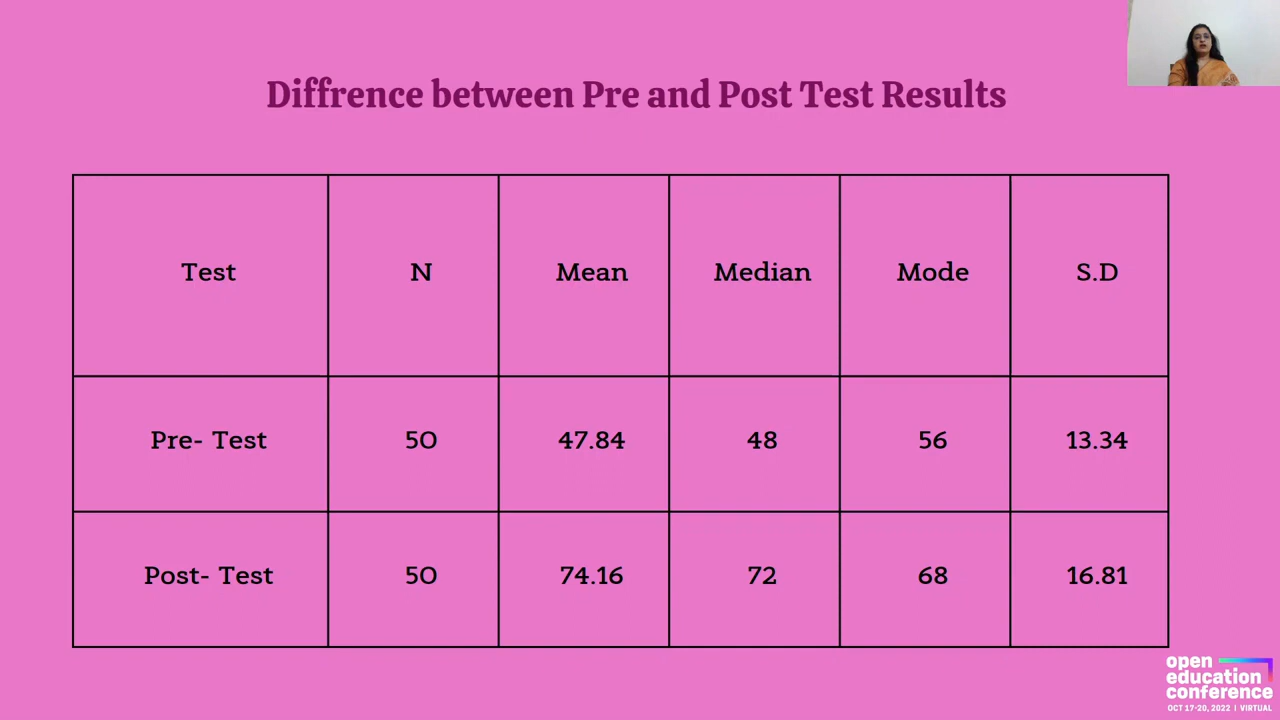 Diffrence between Pre and Post Test Results
Test N Mean Median Mode S.D
Pre- Test 50 47.84 48 56 13.34
Post- Test 50 74.16 72 68 16.81
open
education
conference
OCT 17-20, 2022 | VIRTUAL